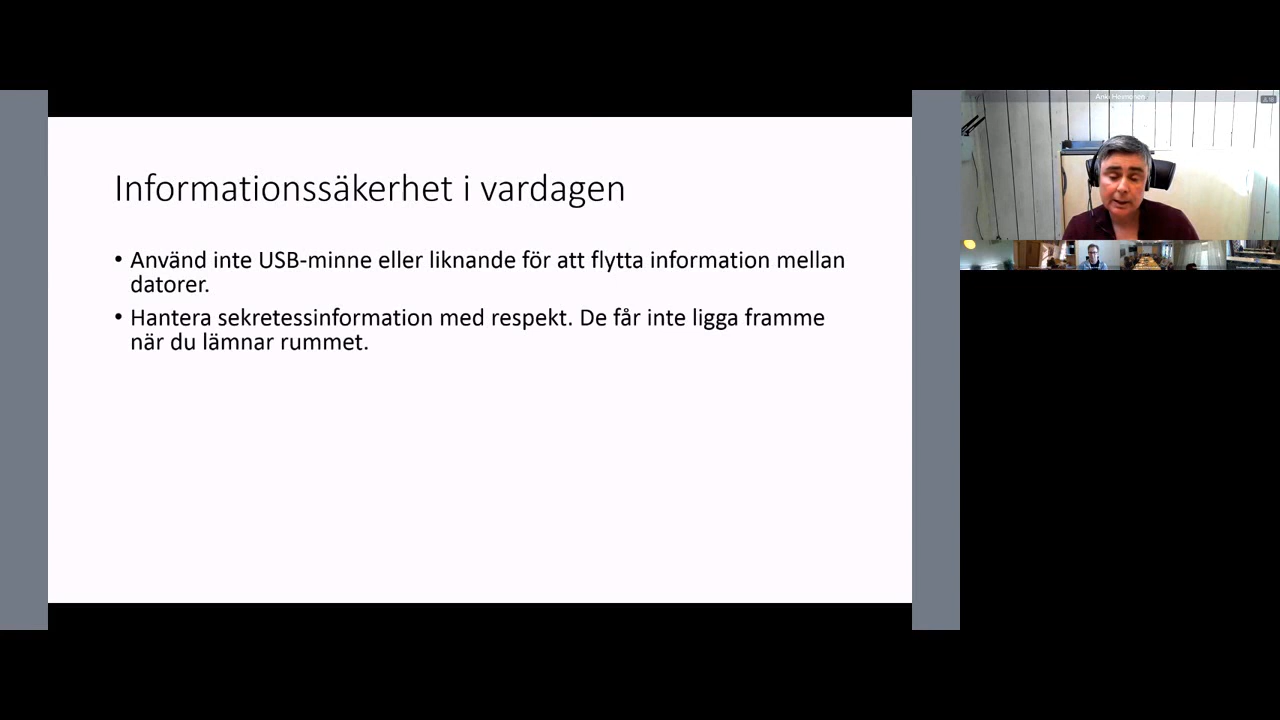 Informationssäkerhet i vardagen
• Använd inte USB-minne eller liknande för att flytta information mellan
datorer.
• Hantera sekretessinformation med respekt. De får inte ligga framme
när du lämnar rummet.